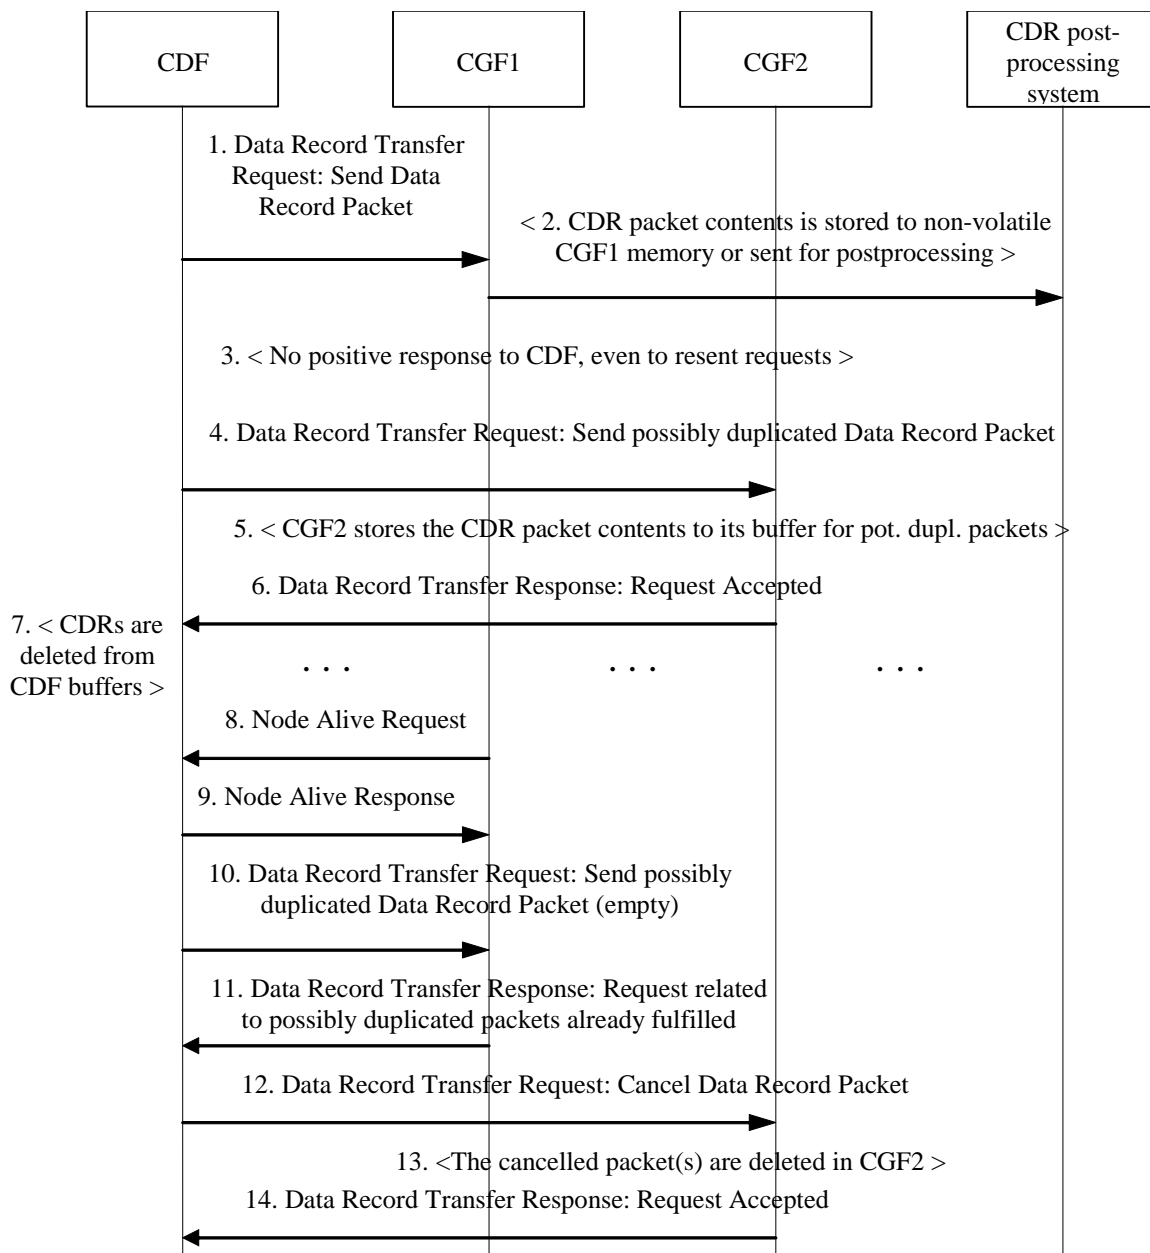 CDF
CGF1
CGF2
CDR post-
processing
system
1. Data Record Transfer
Request: Send Data
Record Packet
< 2. CDR packet contents is stored to non-volatile
CGF1 memory or sent for postprocessing >
3. < No positive response to CDF, even to resent requests >
4. Data Record Transfer Request: Send possibly duplicated Data Record Packet
5. < CGF2 stores the CDR packet contents to its buffer for pot. dupl. packets >
6. Data Record Transfer Response: Request Accepted
7. < CDRs are
deleted from
CDF buffers >
. . .
. . .
. . .
8. Node Alive Request
9. Node Alive Response
10. Data Record Transfer Request: Send possibly
duplicated Data Record Packet (empty)
11. Data Record Transfer Response: Request related
to possibly duplicated packets already fulfilled
12. Data Record Transfer Request: Cancel Data Record Packet
13. <The cancelled packet(s) are deleted in CGF2 >
14. Data Record Transfer Response: Request Accepted